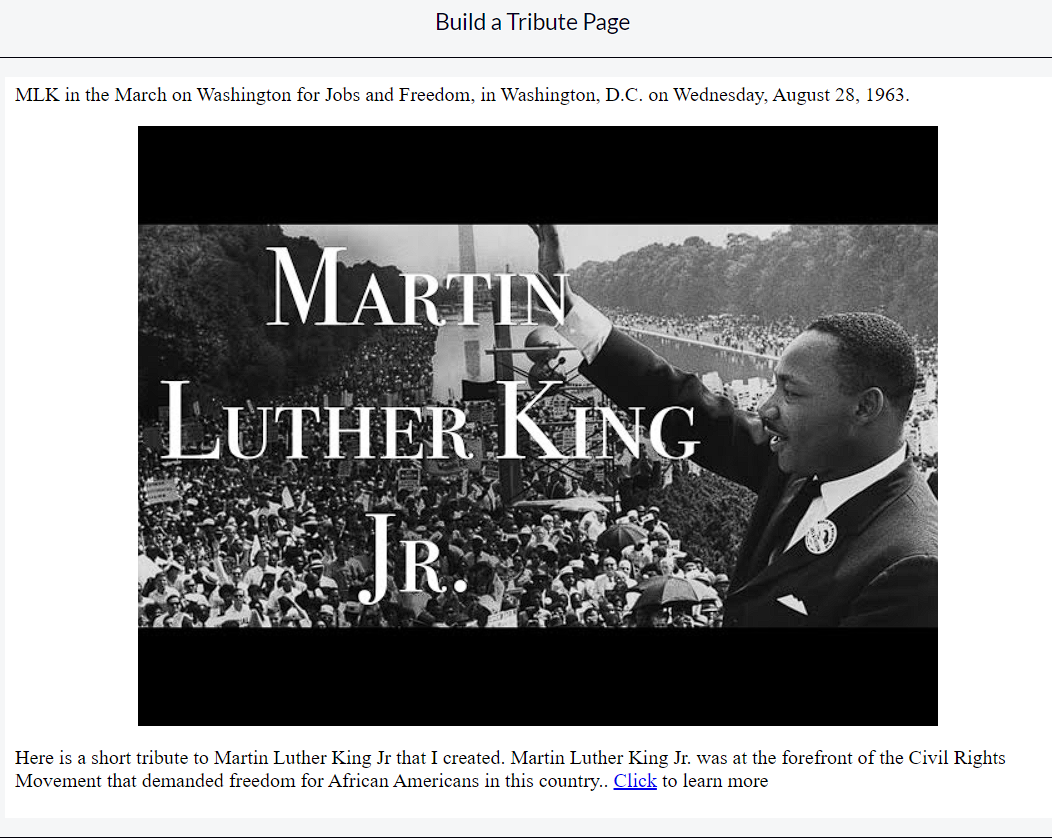 Build a Tribute Page
MLK in the March on Washington for Jobs and Freedom, in Washington, D.C. on Wednesday, August 28, 1963.
MARTIN
LUTHER KING
JR.
Here is a short tribute to Martin Luther King Jr that I created. Martin Luther King Jr. was at the forefront of the Civil Rights
Movement that demanded freedom for African Americans in this country.. Click to learn more